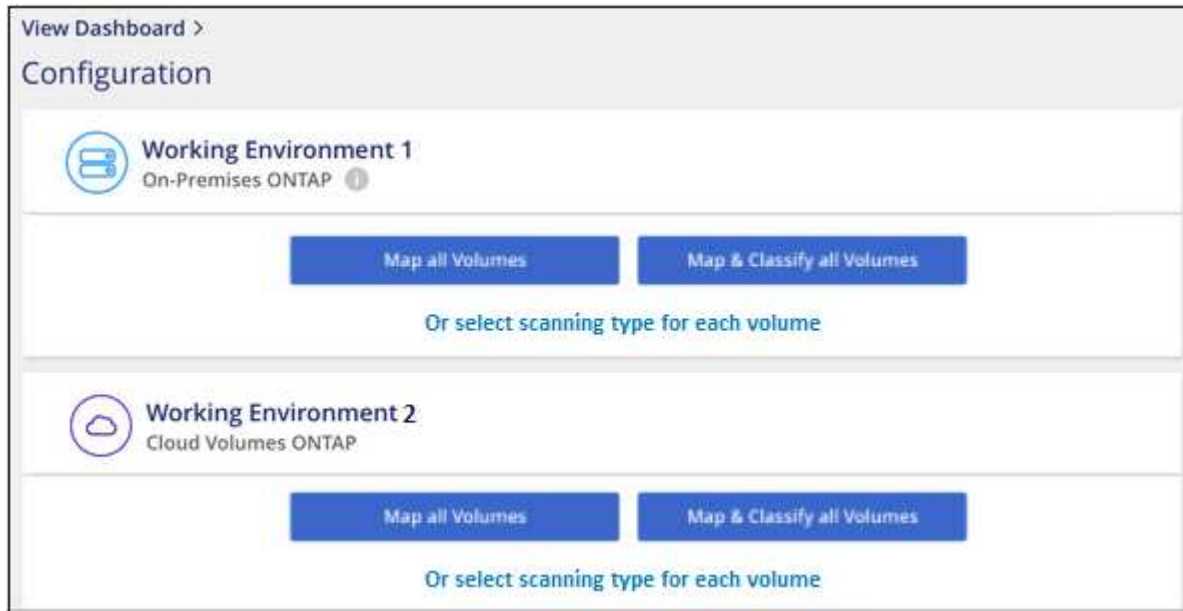 View Dashboard >
Configuration
Working Environment 1
On-Premises ONTAP i
Map all Volumes
Map & Classify all Volumes
Or select scanning type for each volume
Working Environment 2
Cloud Volumes ONTAP
Map all Volumes
Map & Classify all Volumes
Or select scanning type for each volume